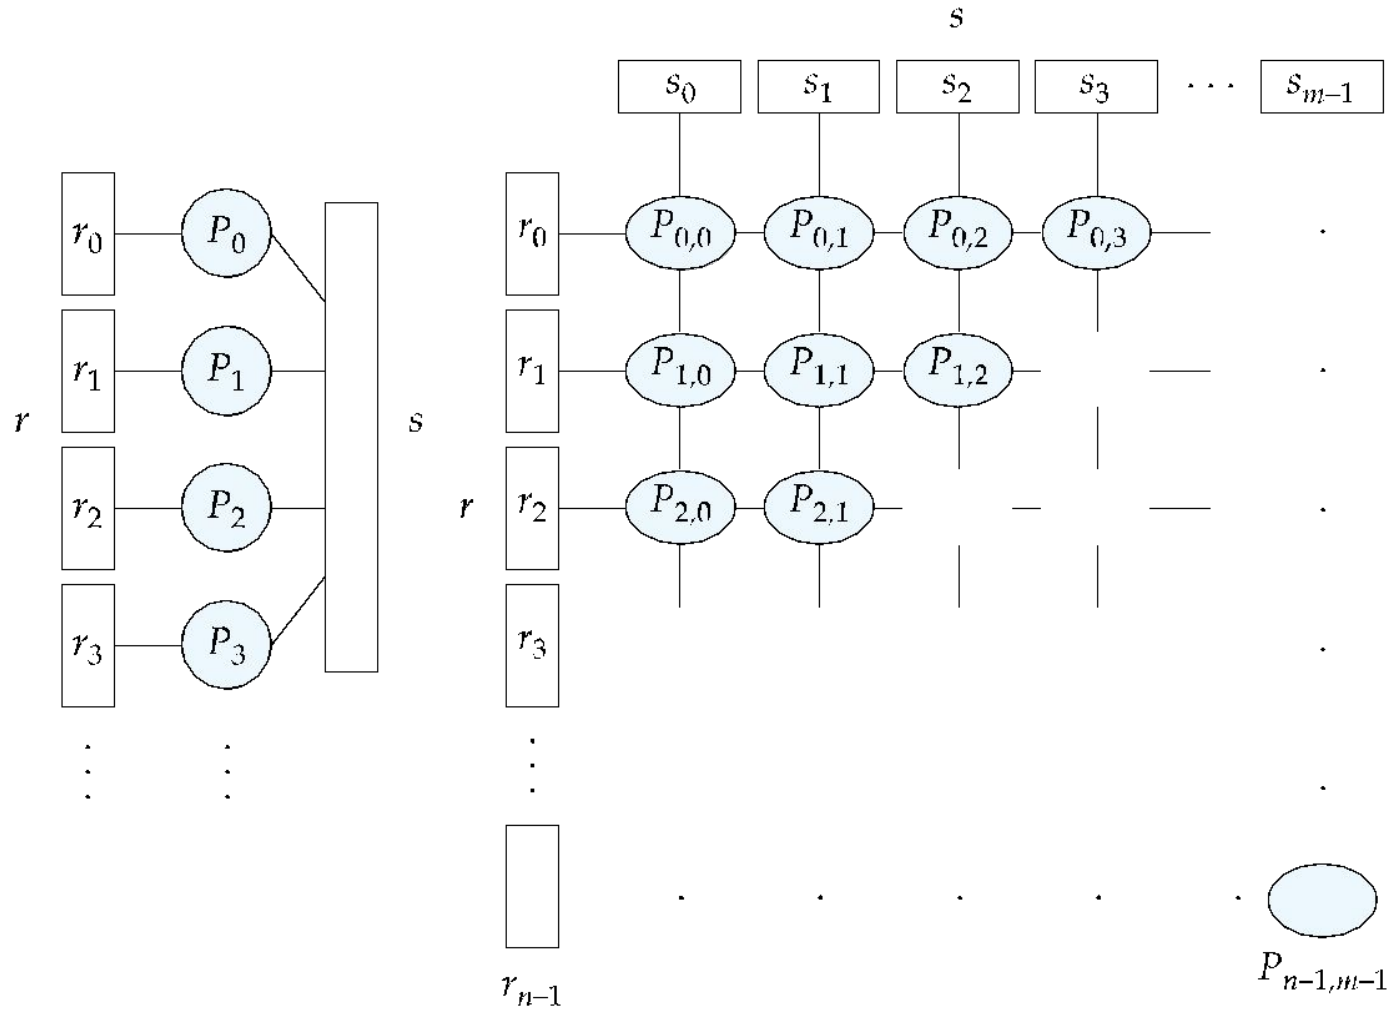 s
s₀ s₁ s₂ s₃ · · · sₘ₋₁
r₀ P₀
r₁ P₁
r s
r₂ P₂
r₃ P₃
r₀ P₀,₀ P₀,₁ P₀,₂ P₀,₃
r₁ P₁,₀ P₁,₁ P₁,₂
r r₂ P₂,₀ P₂,₁
r₃
rₙ₋₁
Pₙ₋₁,ₘ₋₁